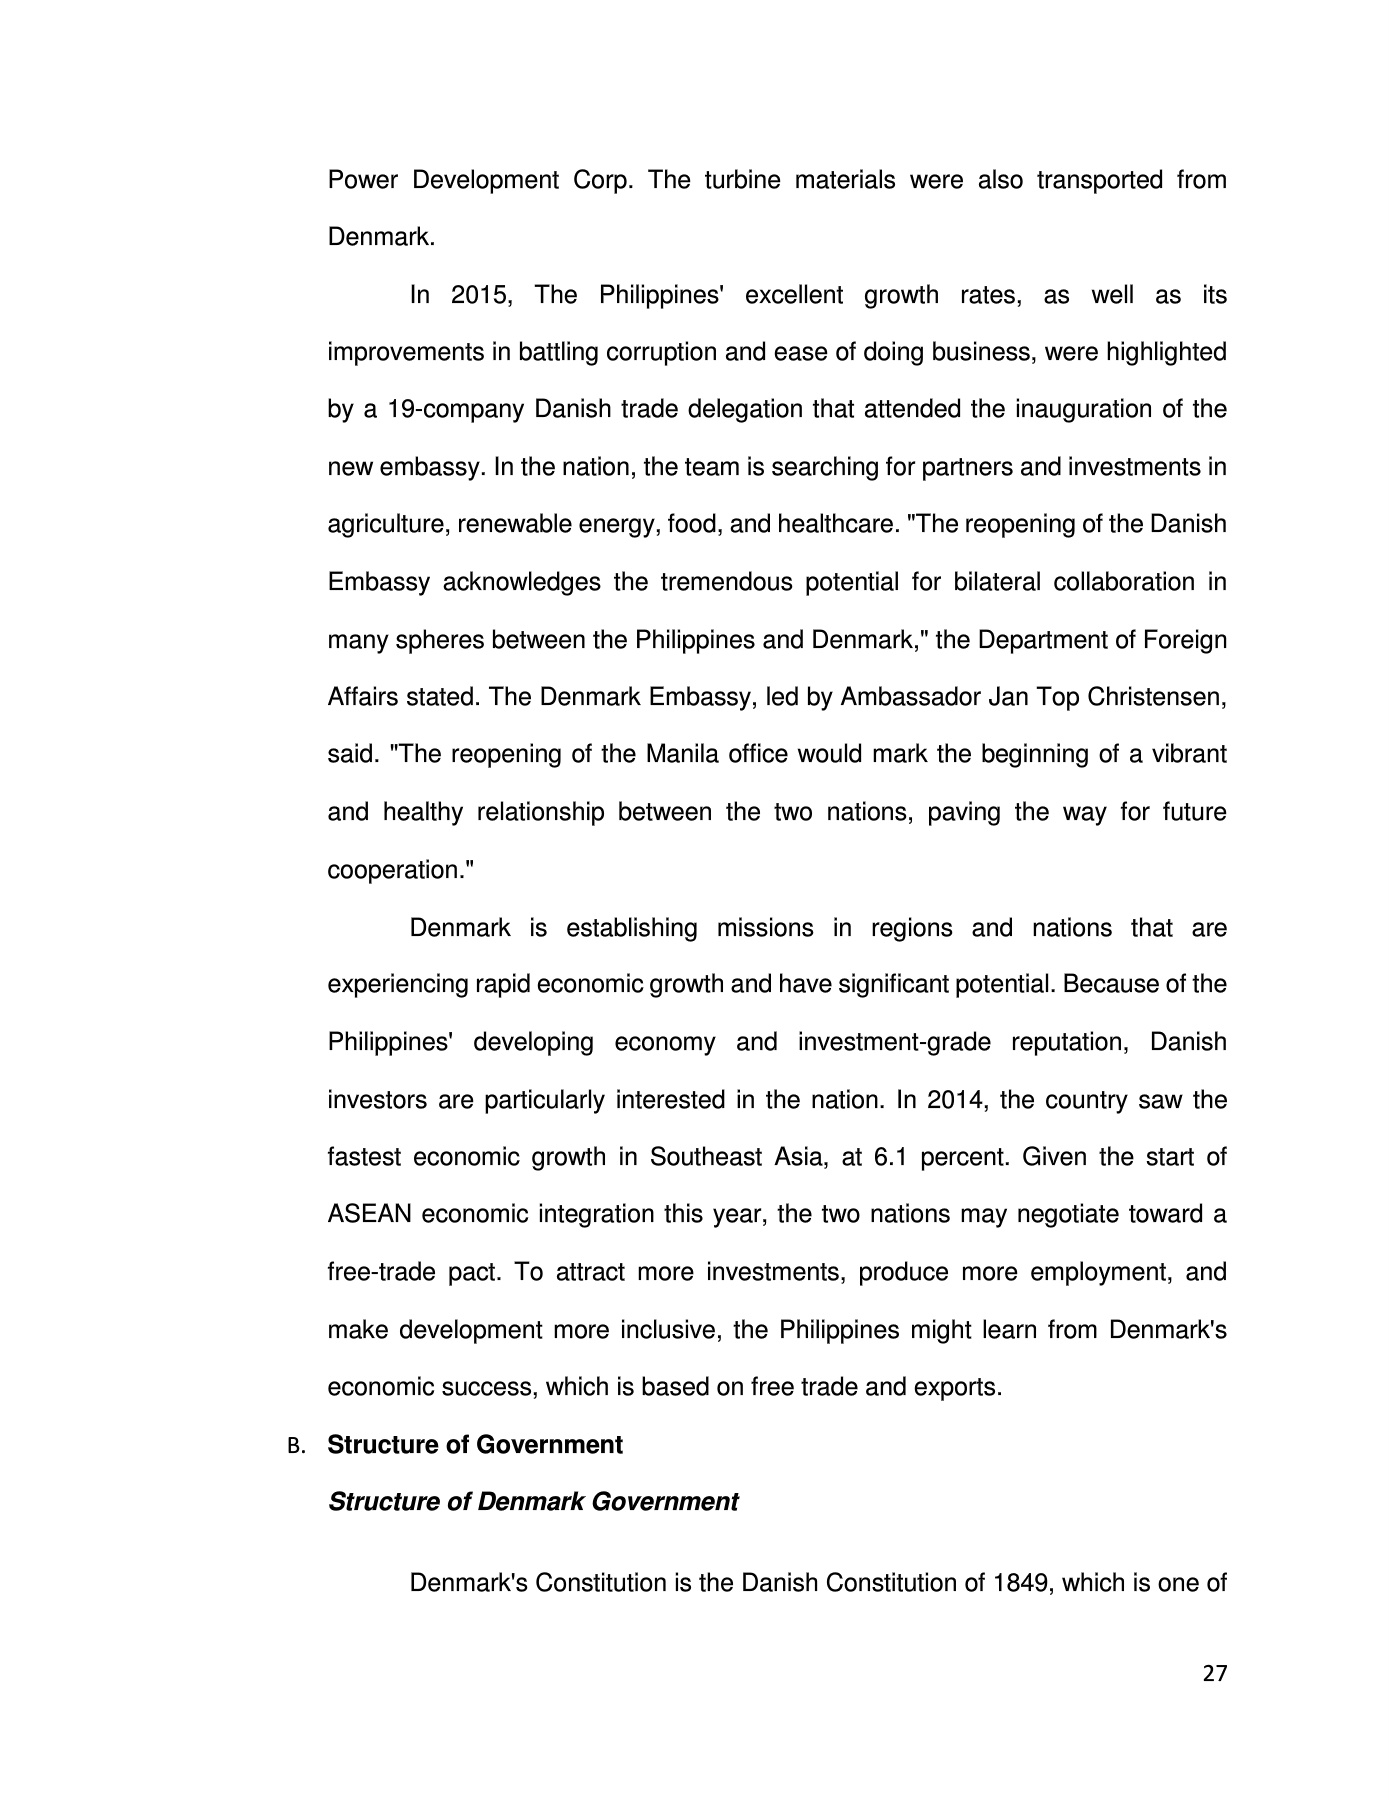 Power Development Corp. The turbine materials were also transported from
Denmark.
In 2015, The Philippines' excellent growth rates, as well as its
improvements in battling corruption and ease of doing business, were highlighted
by a 19-company Danish trade delegation that attended the inauguration of the
new embassy. In the nation, the team is searching for partners and investments in
agriculture, renewable energy, food, and healthcare. "The reopening of the Danish
Embassy acknowledges the tremendous potential for bilateral collaboration in
many spheres between the Philippines and Denmark," the Department of Foreign
Affairs stated. The Denmark Embassy, led by Ambassador Jan Top Christensen,
said. "The reopening of the Manila office would mark the beginning of a vibrant
and healthy relationship between the two nations, paving the way for future
cooperation."
Denmark is establishing missions in regions and nations that are
experiencing rapid economic growth and have significant potential. Because of the
Philippines' developing economy and investment-grade reputation, Danish
investors are particularly interested in the nation. In 2014, the country saw the
fastest economic growth in Southeast Asia, at 6.1 percent. Given the start of
ASEAN economic integration this year, the two nations may negotiate toward a
free-trade pact. To attract more investments, produce more employment, and
make development more inclusive, the Philippines might learn from Denmark's
economic success, which is based on free trade and exports.
B. Structure of Government
Structure of Denmark Government
Denmark's Constitution is the Danish Constitution of 1849, which is one of
27